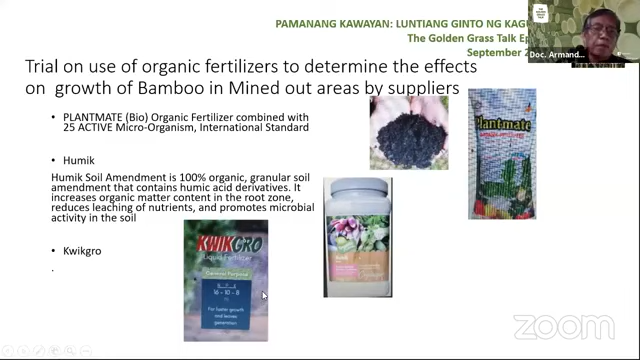 PAMANANG KAWAYAN: LUNTIANG GINTO NG
The Golden Grass Talk
September
Doc. Armand...
Trial on use of organic fertilizers to determine the effects
on growth of Bamboo in Mined out areas by suppliers
• PLANTMATE (Bio) Organic Fertilizer combined with
25 ACTIVE Micro-Organism, International Standard
• Humik
Humik Soil Amendment is 100% organic, granular soil
amendment that contains humic acid derivatives. It
increases organic matter content in the root zone,
reduces leaching of nutrients, and promotes microbial
activity in the soil
• Kwikgro
.
Plantmate
KWIKGRO
Liquid Fertilizer
General Purpose
16 - 10 - 8
For faster growth
and leaves
generation
zoom